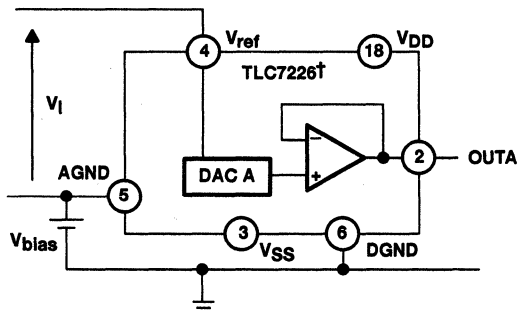 4
Vref
18
VDD
TLC7226†
VI
−
DAC A
+
2
OUTA
AGND
5
Vbias
3
VSS
6
DGND